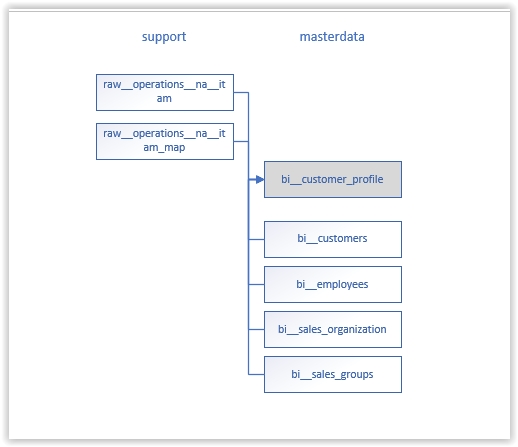 support
masterdata
raw__operations__na__it
am
raw__operations__na__it
am_map
bi__customer_profile
bi__customers
bi__employees
bi__sales_organization
bi__sales_groups